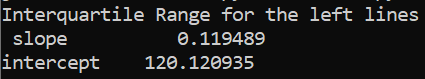 Interquartile Range for the left lines
slope 0.119489
intercept 120.120935